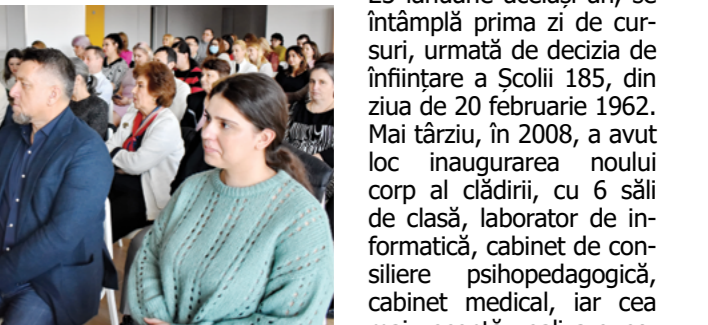 întâmplă prima zi de cur-
suri, urmată de decizia de
înființare a Școlii 185, din
ziua de 20 februarie 1962.
Mai târziu, în 2008, a avut
loc inaugurarea noului
corp al clădirii, cu 6 săli
de clasă, laborator de in-
formatică, cabinet de con-
siliere psihopedagogică,
cabinet medical, iar cea